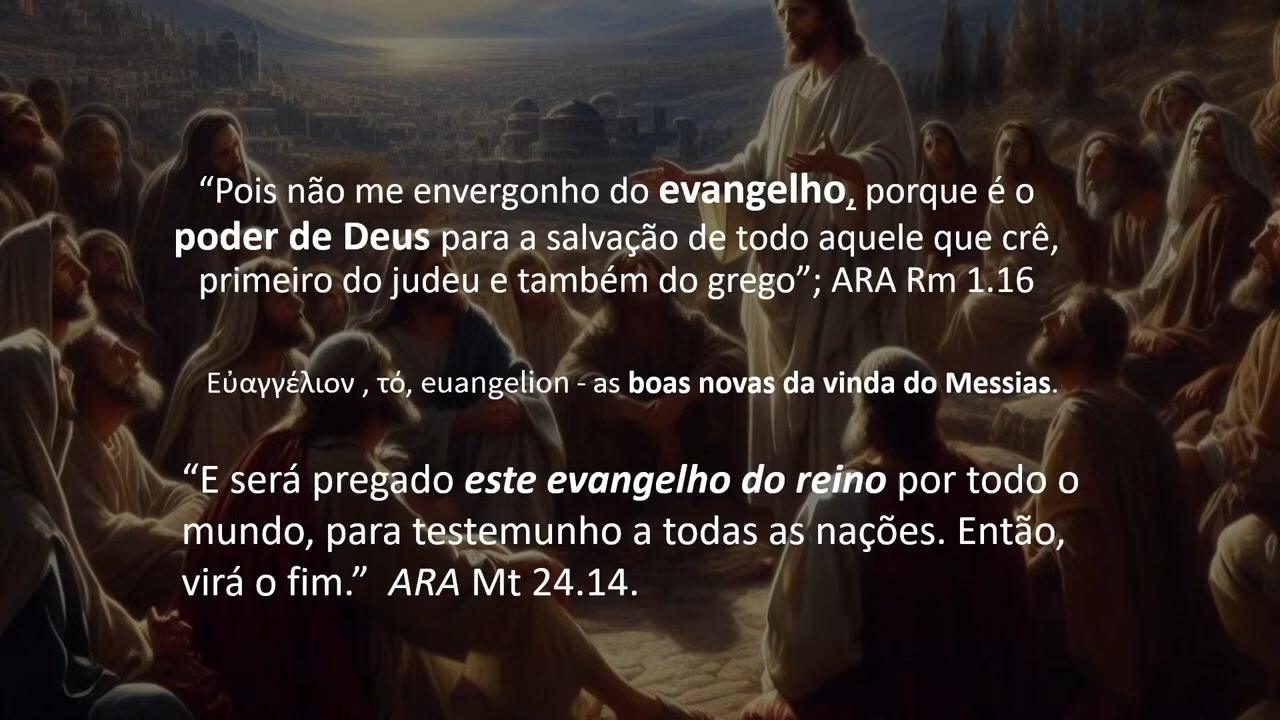 “Pois não me envergonho do evangelho, porque é o
poder de Deus para a salvação de todo aquele que crê,
primeiro do judeu e também do grego”; ARA Rm 1.16
Εὐαγγέλιον , τό, euangelion - as boas novas da vinda do Messias.
“E será pregado este evangelho do reino por todo o
mundo, para testemunho a todas as nações. Então,
virá o fim.” ARA Mt 24.14.